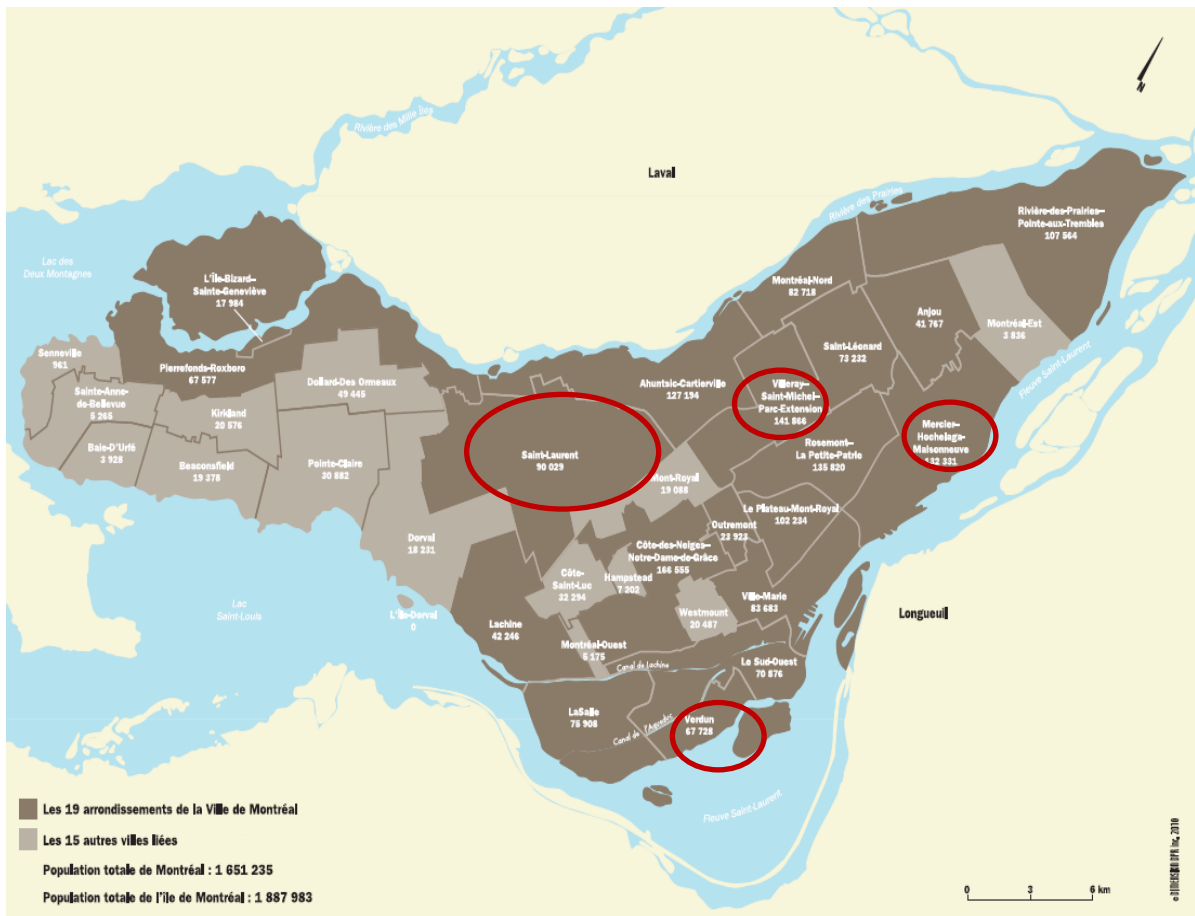 N
Rivière des Mille Îles
Laval
Rivière des Prairies
Rivière-des-Prairies–
Pointe-aux-Trembles
107 564
Lac des
Deux Montagnes
L'Île-Bizard–
Sainte-Geneviève
17 984
Montréal-Nord
82 718
Anjou
41 767
Montréal-Est
3 836
Saint-Léonard
73 232
Senneville
961
Pierrefonds-Roxboro
67 577
Dollard-Des Ormeaux
49 445
Ahuntsic-Cartierville
127 194
Villeray–
Saint-Michel–
Parc-Extension
141 866
Fleuve Saint-Laurent
Sainte-Anne-
de-Bellevue
5 265
Kirkland
20 576
Mercier–
Hochelaga-
Maisonneuve
132 331
Baie-D'Urfé
3 928
Beaconsfield
19 378
Pointe-Claire
30 882
Saint-Laurent
90 029
Rosemont–
La Petite-Patrie
135 820
Mont-Royal
19 088
Le Plateau-Mont-Royal
102 234
Outremont
23 923
Dorval
18 231
Côte-des-Neiges–
Notre-Dame-de-Grâce
166 555
Côte-
Saint-Luc
32 294
Hampstead
7 202
Ville-Marie
83 683
Westmount
20 487
Lac
Saint-Louis
L'Île-Dorval
0
Lachine
42 246
Longueuil
Montréal-Ouest
5 175
Canal de Lachine
Le Sud-Ouest
70 876
LaSalle
75 908
Canal de l'Aqueduc
Verdun
67 728
Fleuve Saint-Laurent
Les 19 arrondissements de la Ville de Montréal
Les 15 autres villes liées
Population totale de Montréal : 1 651 235
Population totale de l'île de Montréal : 1 887 983
0 3 6 km
© DIMENSION DPR inc, 2010